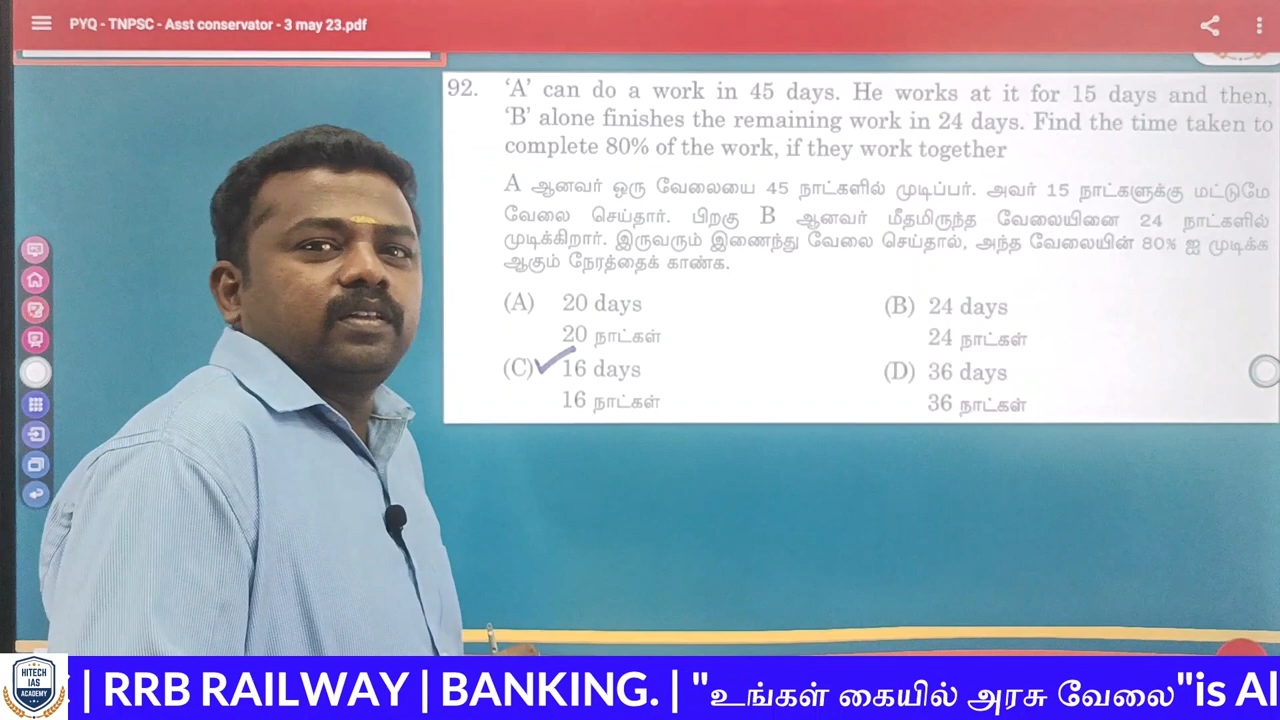 PYQ - TNPSC - Asst conservator - 3 may 23.pdf
92. 'A' can do a work in 45 days. He works at it for 15 days and then,
'B' alone finishes the remaining work in 24 days. Find the time taken to
complete 80% of the work, if they work together
A ஆனவர் ஒரு வேலையை 45 நாட்களில் முடிப்பர். அவர் 15 நாட்களுக்கு மட்டுமே
வேலை செய்தார். பிறகு B ஆனவர் மீதமிருந்த வேலையினை 24 நாட்களில்
முடிக்கிறார். இருவரும் இணைந்து வேலை செய்தால், அந்த வேலையின் 80% ஐ முடிக்க
ஆகும் நேரத்தைக் காண்க.
(A) 20 days (B) 24 days
20 நாட்கள் 24 நாட்கள்
(C) 16 days (D) 36 days
16 நாட்கள் 36 நாட்கள்
HITECH
IAS
ACADEMY
| RRB RAILWAY | BANKING. | "உங்கள் கையில் அரசு வேலை"is Al